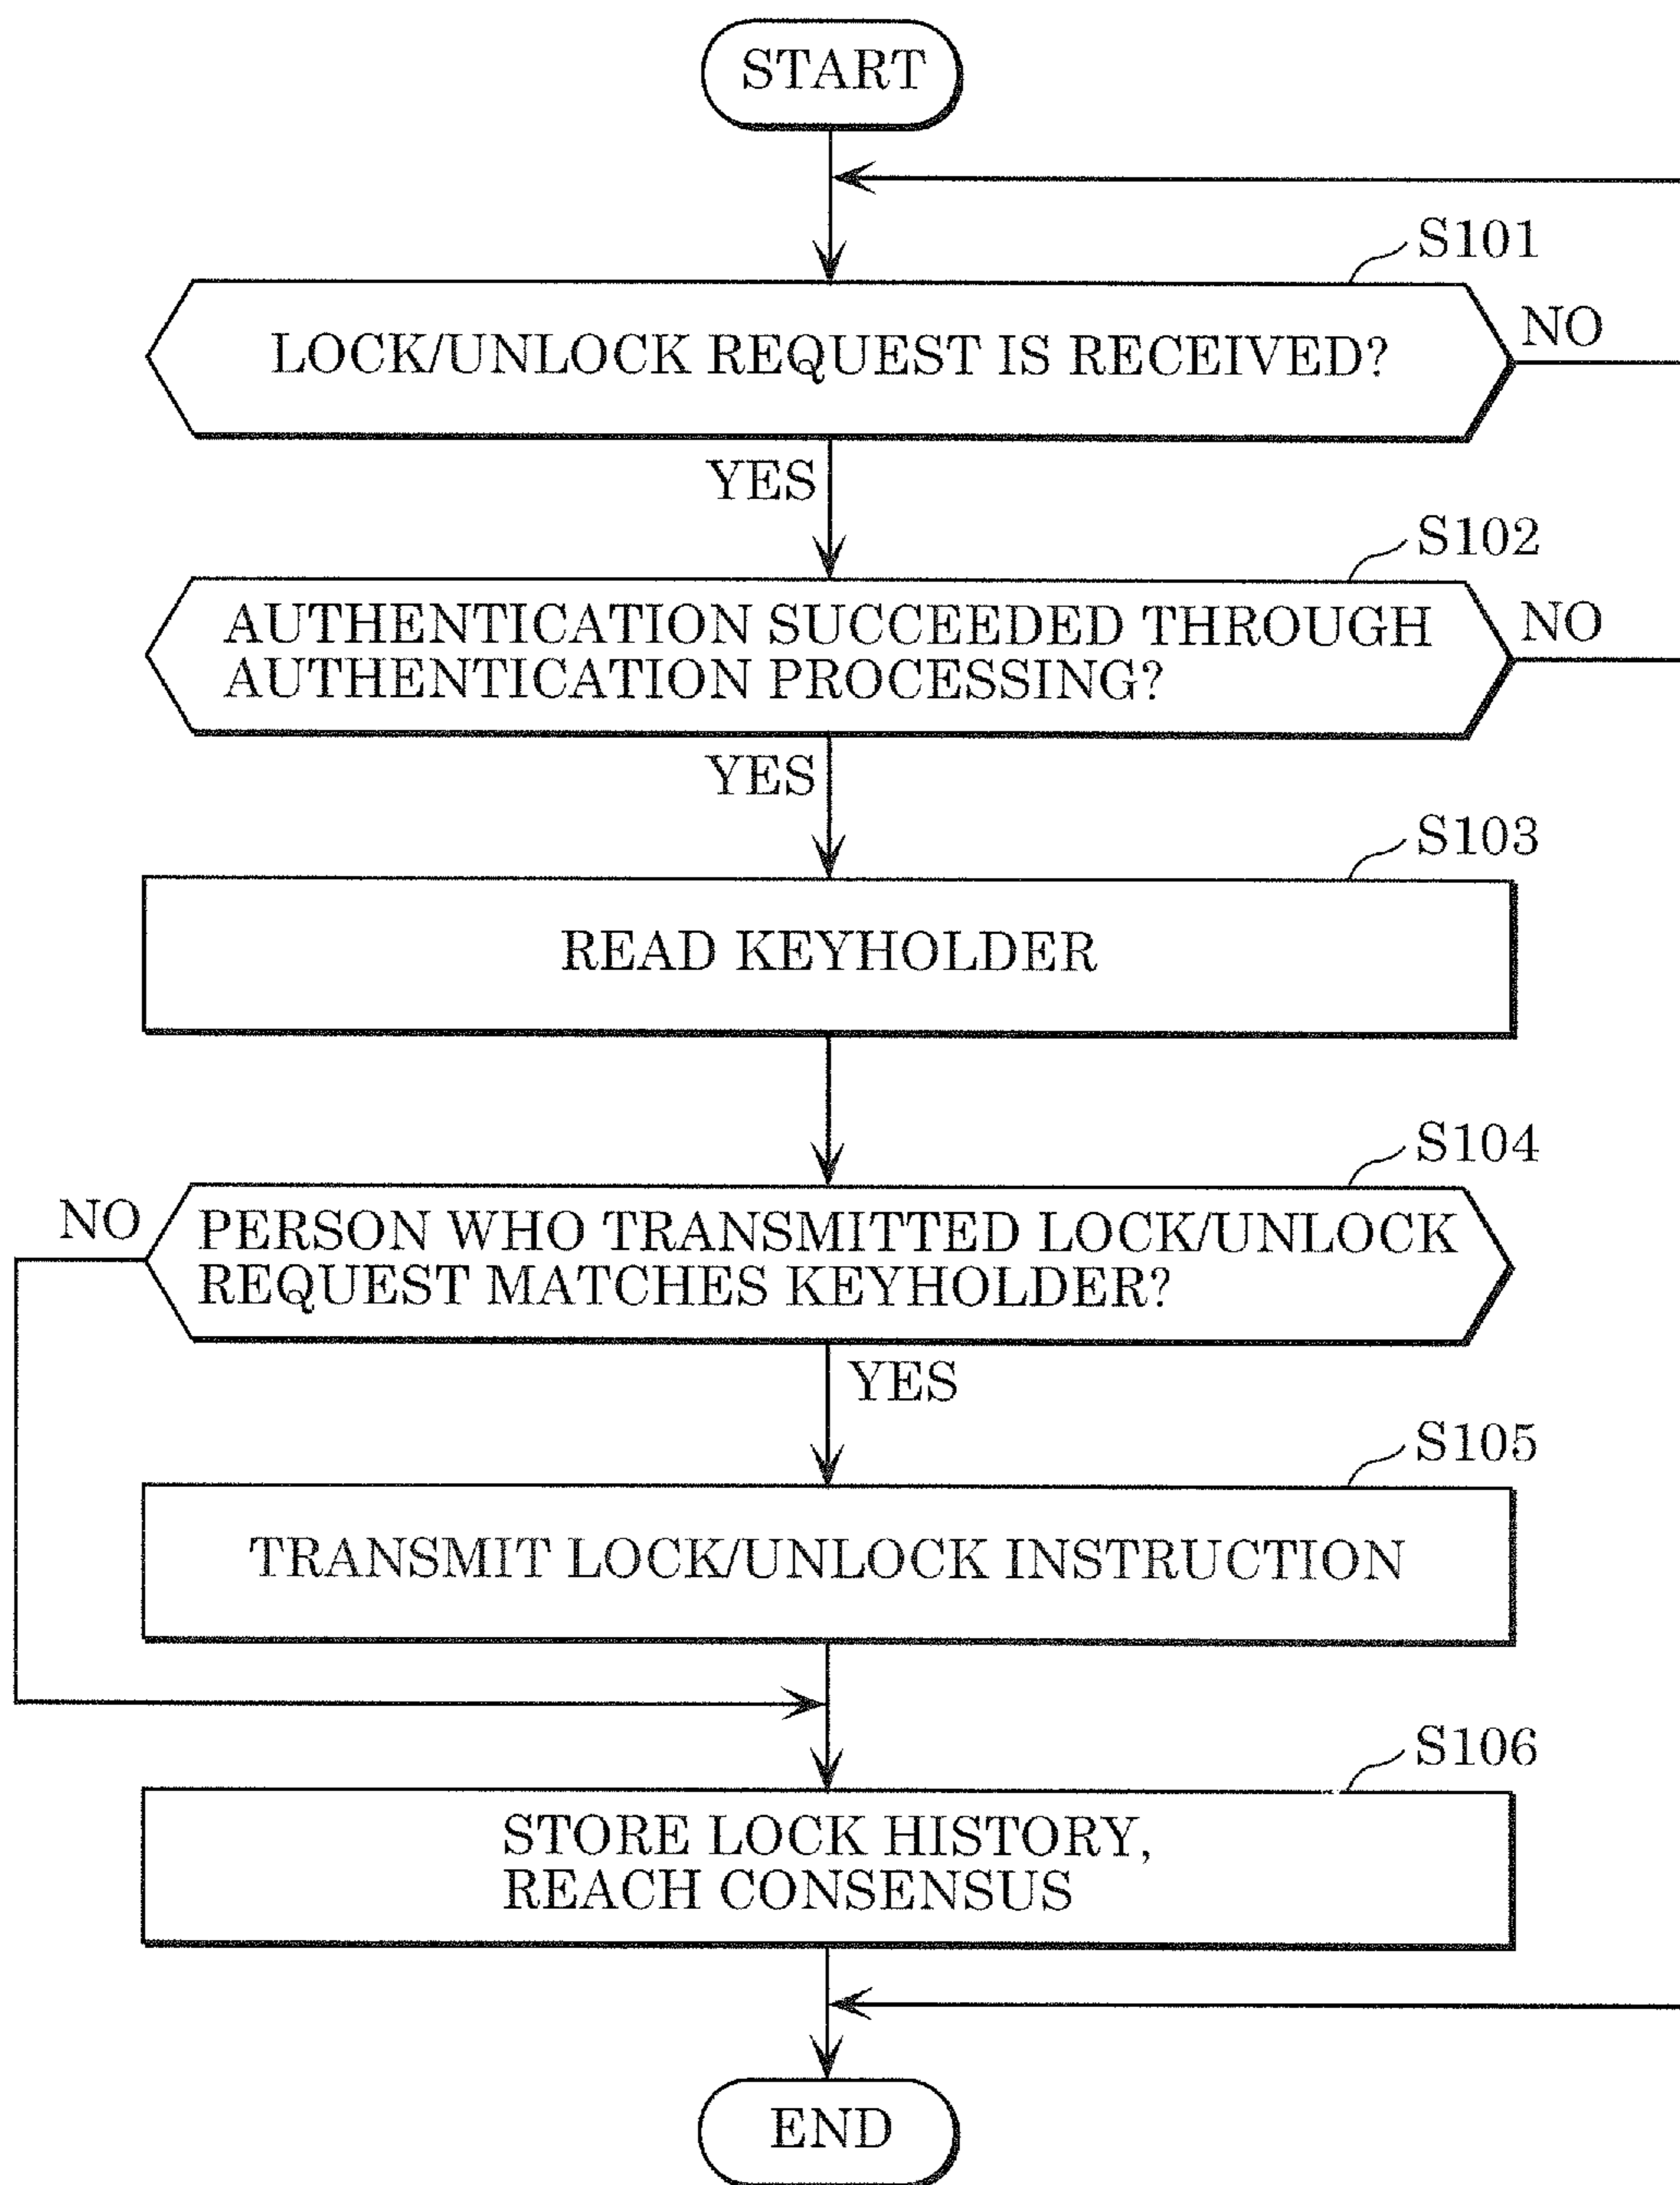 START
S101
LOCK/UNLOCK REQUEST IS RECEIVED?
NO
YES
S102
AUTHENTICATION SUCCEEDED THROUGH
AUTHENTICATION PROCESSING?
NO
YES
S103
READ KEYHOLDER
S104
NO
PERSON WHO TRANSMITTED LOCK/UNLOCK
REQUEST MATCHES KEYHOLDER?
YES
S105
TRANSMIT LOCK/UNLOCK INSTRUCTION
S106
STORE LOCK HISTORY,
REACH CONSENSUS
END